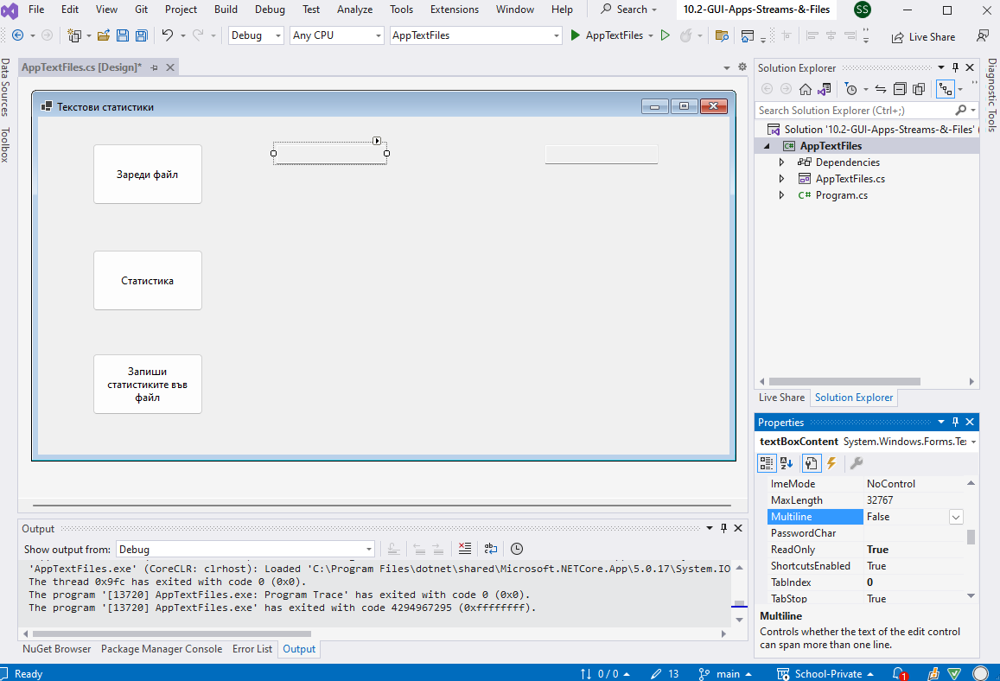 File Edit View Git Project Build Debug Test Analyze Tools Extensions Window Help Search 10.2-GUI-Apps-Streams-&-Files SS
Debug Any CPU AppTextFiles AppTextFiles Live Share
Data Sources
Toolbox
AppTextFiles.cs [Design]*
Текстови статистики
Зареди файл
Статистика
Запиши
статистиките във
файл
Output
Show output from: Debug
'AppTextFiles.exe' (CoreCLR: clrhost): Loaded 'C:\Program Files\dotnet\shared\Microsoft.NETCore.App\5.0.17\System.IO
The thread 0x9fc has exited with code 0 (0x0).
The program '[13720] AppTextFiles.exe: Program Trace' has exited with code 0 (0x0).
The program '[13720] AppTextFiles.exe' has exited with code 4294967295 (0xffffffff).
NuGet Browser Package Manager Console Error List Output
Solution Explorer
Search Solution Explorer (Ctrl+;)
Solution '10.2-GUI-Apps-Streams-&-Files' (
C# AppTextFiles
Dependencies
AppTextFiles.cs
C# Program.cs
Live Share Solution Explorer
Properties
textBoxContent System.Windows.Forms.Te
ImeMode NoControl
MaxLength 32767
Multiline False
PasswordChar
ReadOnly True
ShortcutsEnabled True
TabIndex 0
TabStop True
Multiline
Controls whether the text of the edit control
can span more than one line.
Diagnostic Tools
Ready 0 / 0 13 main School-Private 1